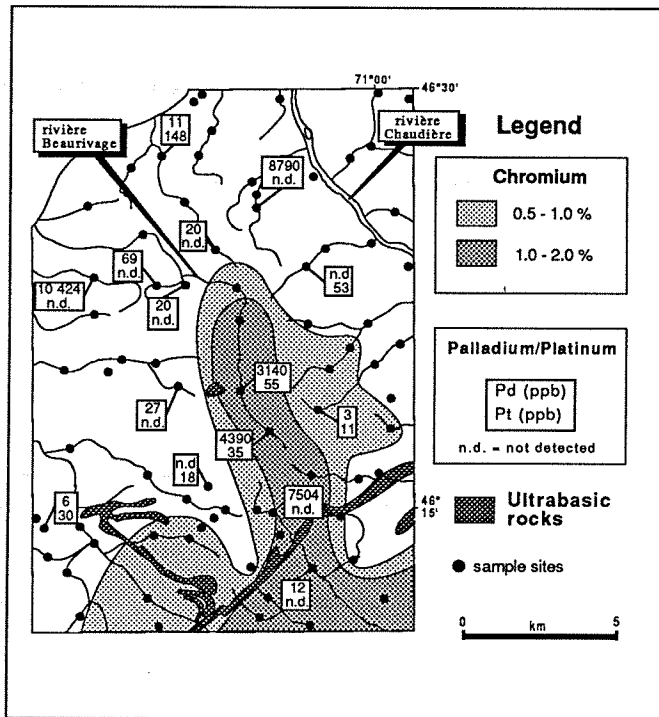 71°00'
46°30'
rivière
Beaurivage
11
148
rivière
Chaudière
8790
n.d.
20
n.d.
69
n.d.
n.d
53
10 424
n.d.
20
n.d.
3140
55
27
n.d.
3
11
4390
35
n.d
18
7504
n.d.
6
30
46°
15'
12
n.d.
Legend
Chromium
0.5 - 1.0 %
1.0 - 2.0 %
Palladium/Platinum
Pd (ppb)
Pt (ppb)
n.d. = not detected
Ultrabasic
rocks
sample sites
0 5
km